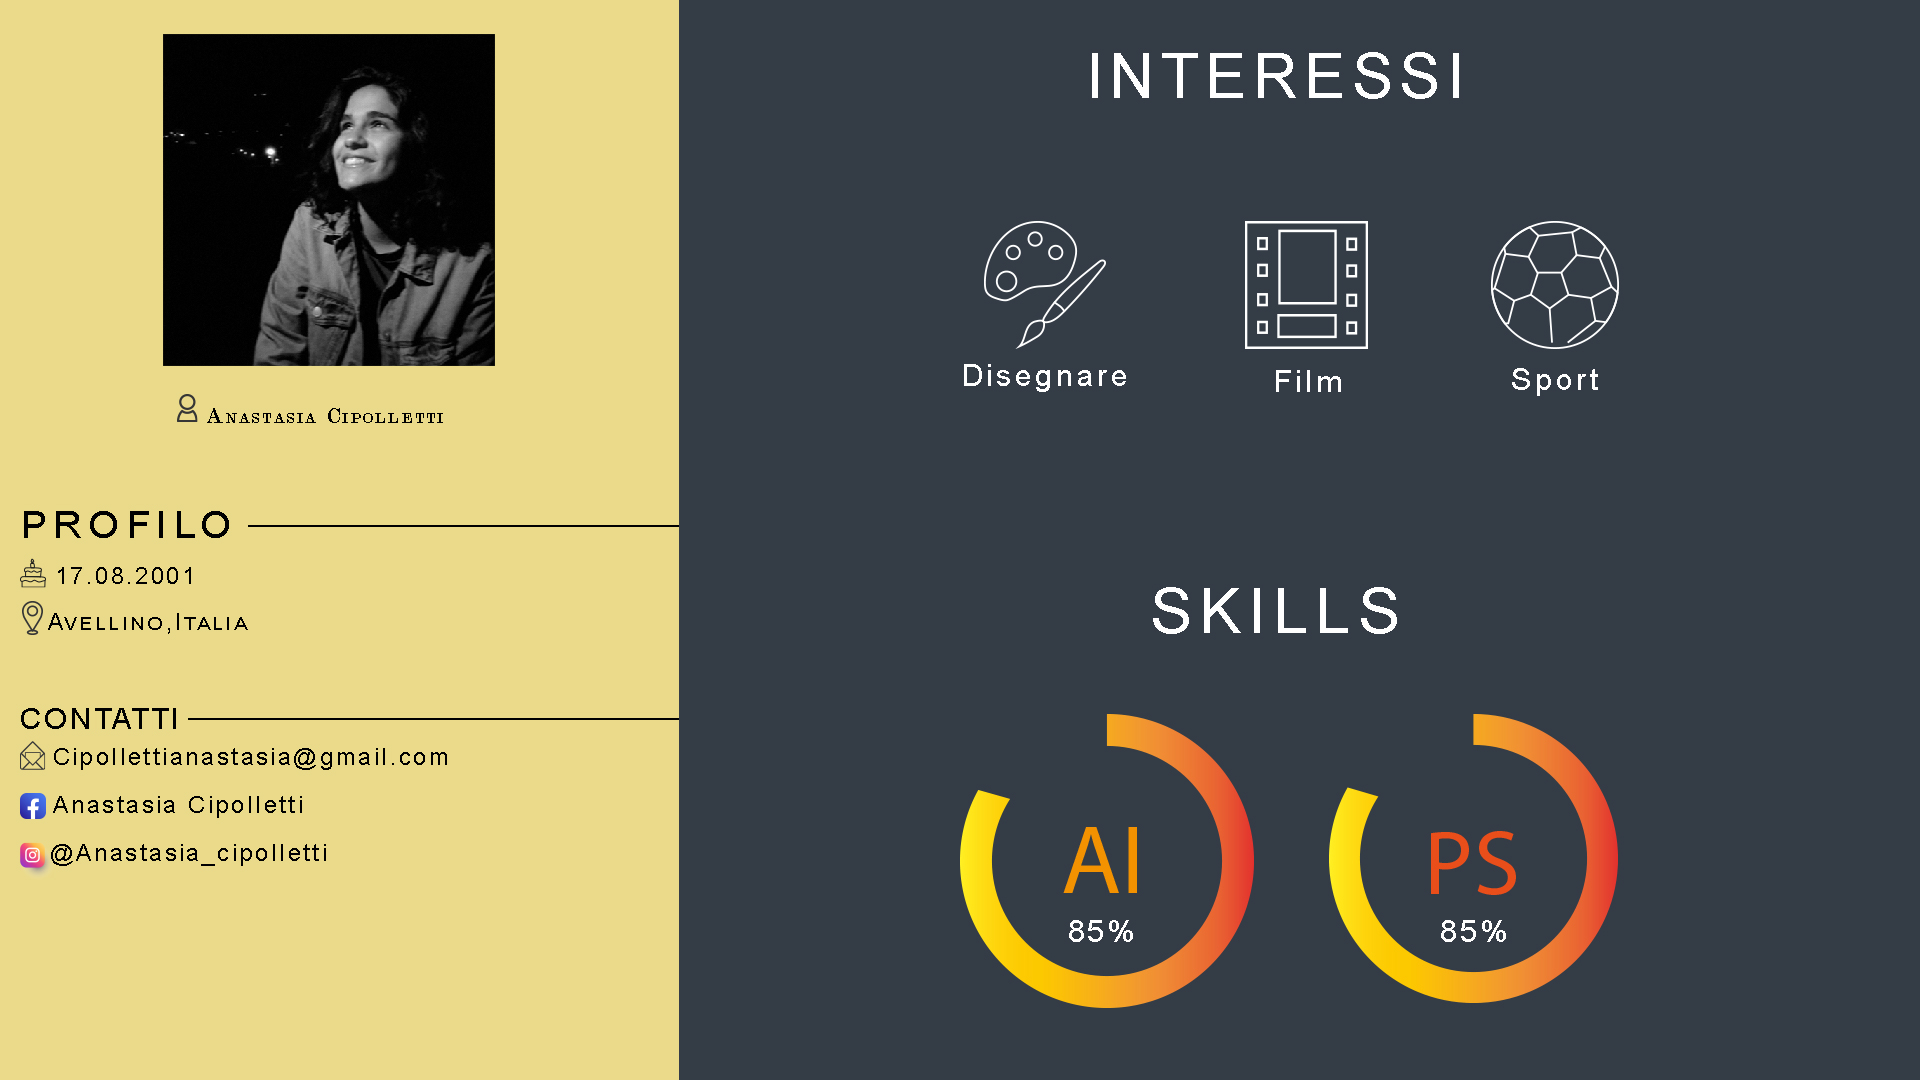 Anastasia Cipolletti
PROFILO
17.08.2001
Avellino,Italia
CONTATTI
Cipollettianastasia@gmail.com
Anastasia Cipolletti
@Anastasia_cipolletti
INTERESSI
Disegnare
Film
Sport
SKILLS
AI
85%
PS
85%